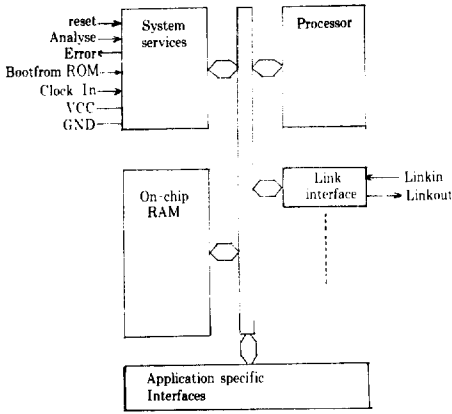 reset
Analyse
Error
Bootfrom ROM
Clock In
VCC
GND
System
services
Processor
Link
interface
Linkin
Linkout
On-chip
RAM
Application specific
Interfaces